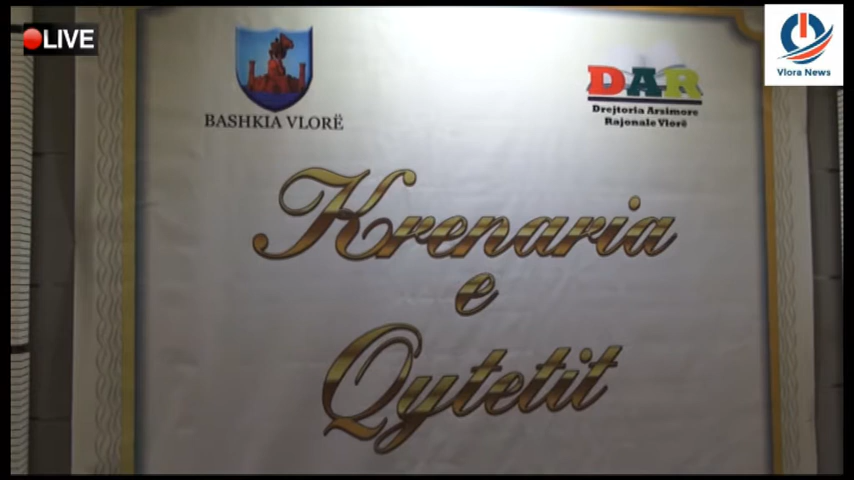 LIVE
Vlora News
BASHKIA VLORË
DAR
Drejtoria Arsimore
Rajonale Vlorë
Krenaria
e
Qytetit